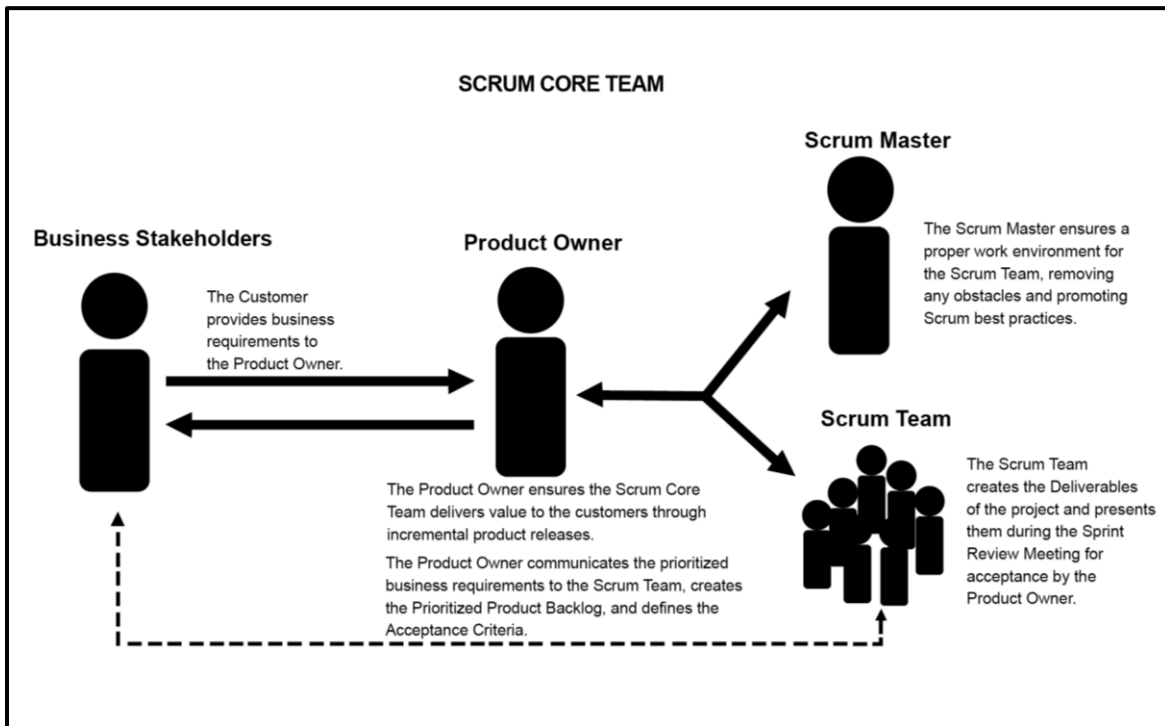 SCRUM CORE TEAM
Scrum Master
The Scrum Master ensures a
proper work environment for
the Scrum Team, removing
any obstacles and promoting
Scrum best practices.
Business Stakeholders
The Customer
provides business
requirements to
the Product Owner.
Product Owner
The Product Owner ensures the Scrum Core
Team delivers value to the customers through
incremental product releases.
The Product Owner communicates the prioritized
business requirements to the Scrum Team, creates
the Prioritized Product Backlog, and defines the
Acceptance Criteria.
Scrum Team
The Scrum Team
creates the Deliverables
of the project and presents
them during the Sprint
Review Meeting for
acceptance by the
Product Owner.